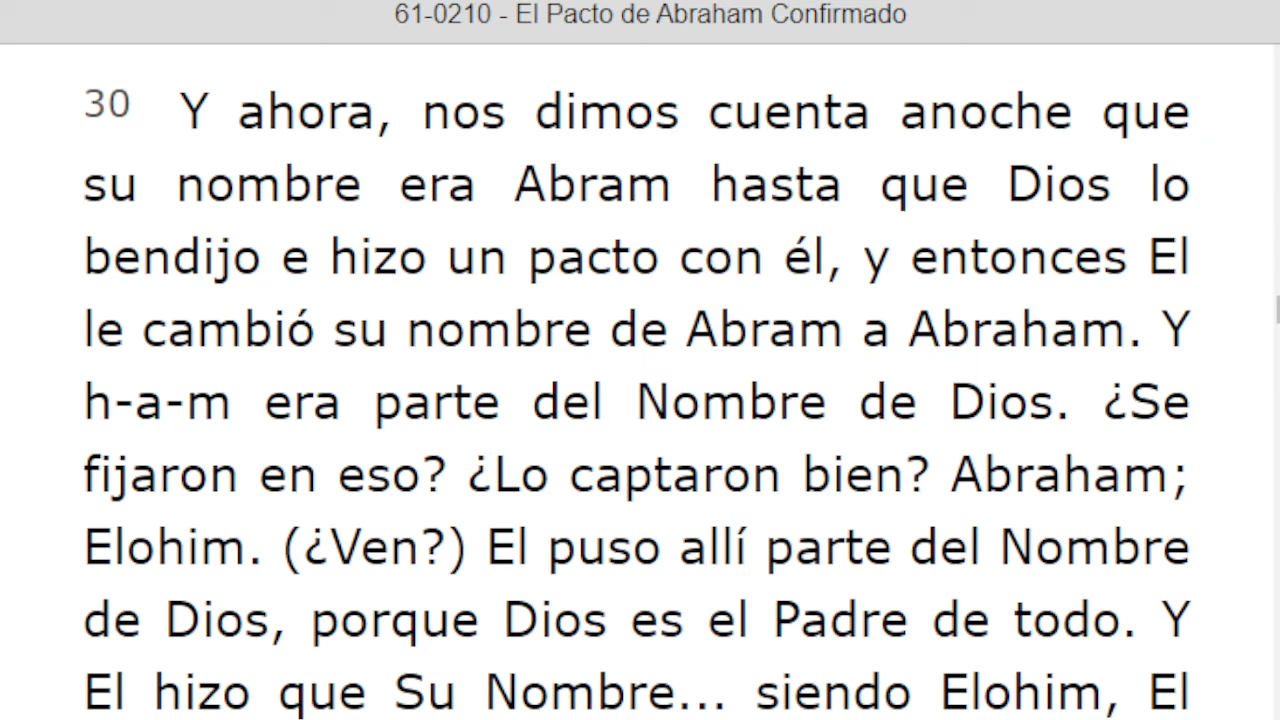 61-0210 - El Pacto de Abraham Confirmado
30 Y ahora, nos dimos cuenta anoche que
su nombre era Abram hasta que Dios lo
bendijo e hizo un pacto con él, y entonces El
le cambió su nombre de Abram a Abraham. Y
h-a-m era parte del Nombre de Dios. ¿Se
fijaron en eso? ¿Lo captaron bien? Abraham;
Elohim. (¿Ven?) El puso allí parte del Nombre
de Dios, porque Dios es el Padre de todo. Y
El hizo que Su Nombre... siendo Elohim, El